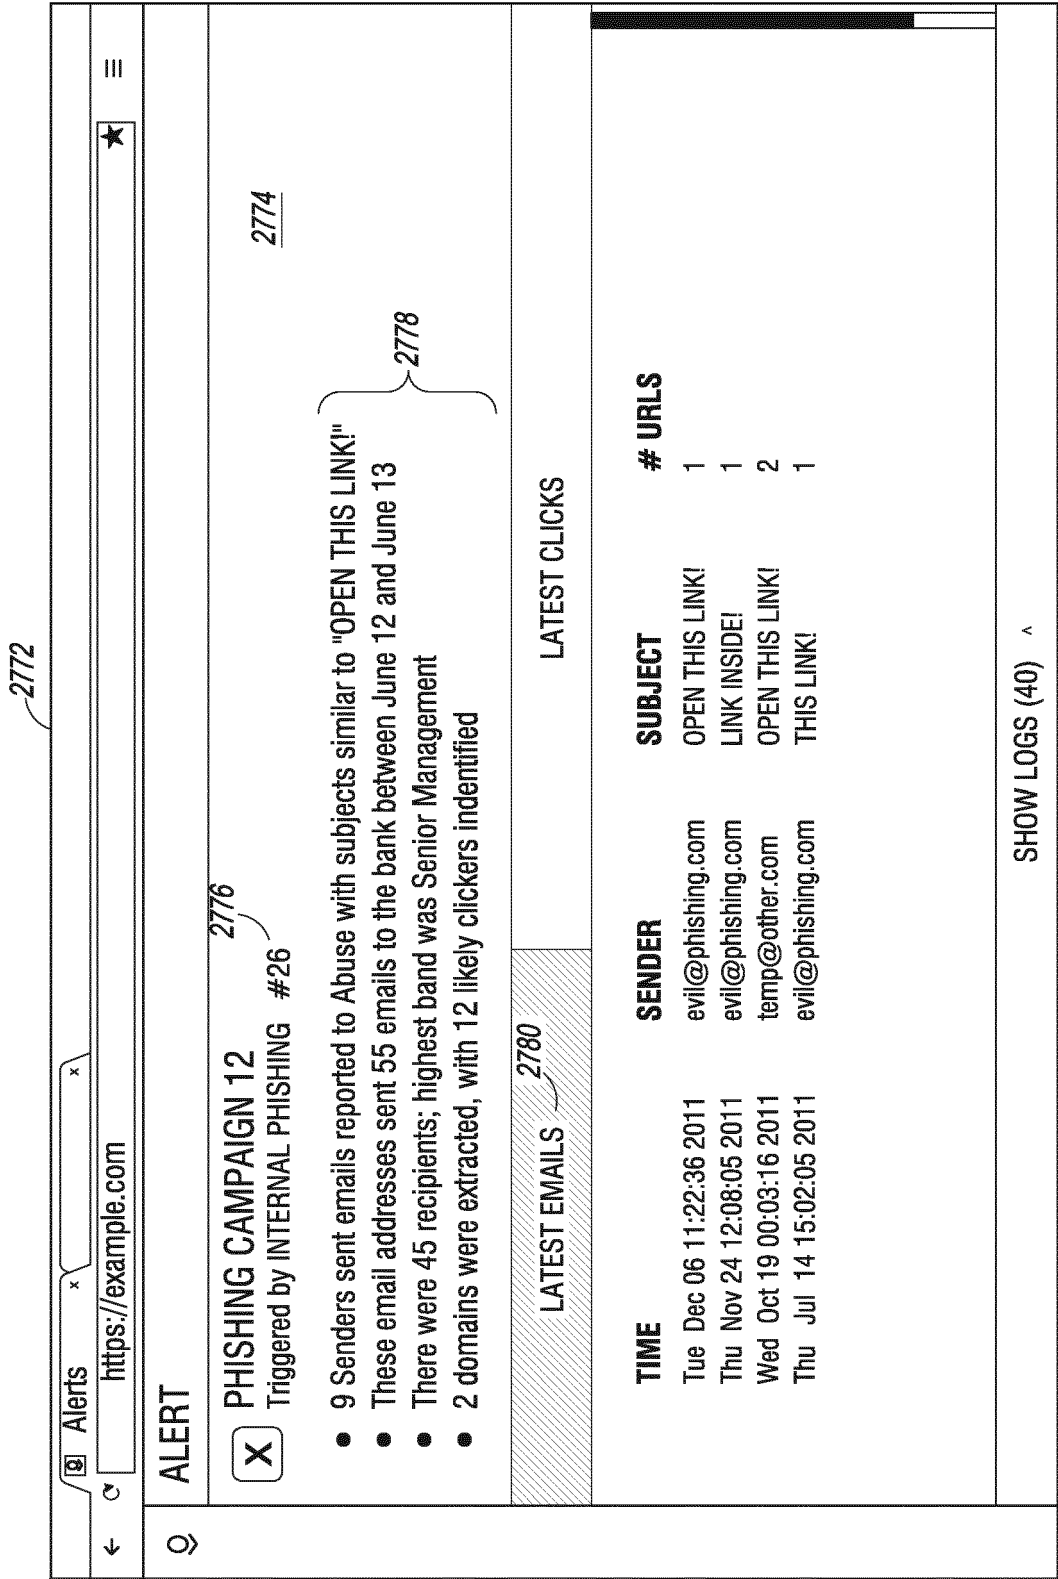 2772
Alerts x x
https://example.com
ALERT
X
PHISHING CAMPAIGN 12
2776
Triggered by INTERNAL PHISHING #26
2774
• 9 Senders sent emails reported to Abuse with subjects similar to "OPEN THIS LINK!"
• These email addresses sent 55 emails to the bank between June 12 and June 13
• There were 45 recipients; highest band was Senior Management
• 2 domains were extracted, with 12 likely clickers indentified
2778
LATEST EMAILS 2780 LATEST CLICKS
TIME SENDER SUBJECT # URLS
Tue Dec 06 11:22:36 2011 evil@phishing.com OPEN THIS LINK! 1
Thu Nov 24 12:08:05 2011 evil@phishing.com LINK INSIDE! 1
Wed Oct 19 00:03:16 2011 temp@other.com OPEN THIS LINK! 2
Thu Jul 14 15:02:05 2011 evil@phishing.com THIS LINK! 1
SHOW LOGS (40) ^